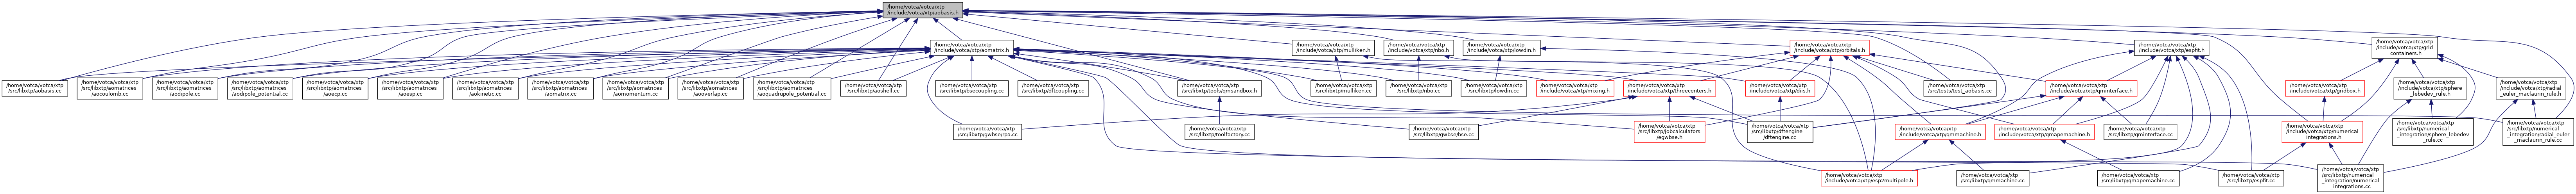 /home/votca/votca/xtp
/include/votca/xtp/aobasis.h
/home/votca/votca/xtp
/include/votca/xtp/aomatrix.h
/home/votca/votca/xtp
/include/votca/xtp/mulliken.h
/home/votca/votca/xtp
/include/votca/xtp/nbo.h
/home/votca/votca/xtp
/include/votca/xtp/lowdin.h
/home/votca/votca/xtp
/include/votca/xtp/orbitals.h
/home/votca/votca/xtp
/include/votca/xtp/espfit.h
/home/votca/votca/xtp
/include/votca/xtp/grid
_containers.h
/home/votca/votca/xtp
/src/libxtp/aobasis.cc
/home/votca/votca/xtp
/src/libxtp/aomatrices
/aocoulomb.cc
/home/votca/votca/xtp
/src/libxtp/aomatrices
/aodipole.cc
/home/votca/votca/xtp
/src/libxtp/aomatrices
/aodipole_potential.cc
/home/votca/votca/xtp
/src/libxtp/aomatrices
/aoecp.cc
/home/votca/votca/xtp
/src/libxtp/aomatrices
/aoesp.cc
/home/votca/votca/xtp
/src/libxtp/aomatrices
/aokinetic.cc
/home/votca/votca/xtp
/src/libxtp/aomatrices
/aomatrix.cc
/home/votca/votca/xtp
/src/libxtp/aomatrices
/aomomentum.cc
/home/votca/votca/xtp
/src/libxtp/aomatrices
/aooverlap.cc
/home/votca/votca/xtp
/src/libxtp/aomatrices
/aoquadrupole_potential.cc
/home/votca/votca/xtp
/src/libxtp/aoshell.cc
/home/votca/votca/xtp
/src/libxtp/bsecoupling.cc
/home/votca/votca/xtp
/src/libxtp/dftcoupling.cc
/home/votca/votca/xtp
/src/libxtp/tools/qmsandbox.h
/home/votca/votca/xtp
/src/libxtp/mulliken.cc
/home/votca/votca/xtp
/src/libxtp/nbo.cc
/home/votca/votca/xtp
/src/libxtp/lowdin.cc
/home/votca/votca/xtp
/include/votca/xtp/mixing.h
/home/votca/votca/xtp
/include/votca/xtp/threecenters.h
/home/votca/votca/xtp
/include/votca/xtp/diis.h
/home/votca/votca/xtp
/src/tests/test_aobasis.cc
/home/votca/votca/xtp
/include/votca/xtp/qminterface.h
/home/votca/votca/xtp
/include/votca/xtp/gridbox.h
/home/votca/votca/xtp
/include/votca/xtp/sphere
_lebedev_rule.h
/home/votca/votca/xtp
/include/votca/xtp/radial
_euler_maclaurin_rule.h
/home/votca/votca/xtp
/src/libxtp/gwbse/rpa.cc
/home/votca/votca/xtp
/src/libxtp/toolfactory.cc
/home/votca/votca/xtp
/src/libxtp/gwbse/bse.cc
/home/votca/votca/xtp
/src/libxtp/jobcalculators
/egwbse.h
/home/votca/votca/xtp
/src/libxtp/dftengine
/dftengine.cc
/home/votca/votca/xtp
/include/votca/xtp/qmmachine.h
/home/votca/votca/xtp
/include/votca/xtp/qmapemachine.h
/home/votca/votca/xtp
/src/libxtp/qminterface.cc
/home/votca/votca/xtp
/include/votca/xtp/numerical
_integrations.h
/home/votca/votca/xtp
/src/libxtp/numerical
_integration/sphere_lebedev
_rule.cc
/home/votca/votca/xtp
/src/libxtp/numerical
_integration/radial_euler
_maclaurin_rule.cc
/home/votca/votca/xtp
/include/votca/xtp/esp2multipole.h
/home/votca/votca/xtp
/src/libxtp/qmmachine.cc
/home/votca/votca/xtp
/src/libxtp/qmapemachine.cc
/home/votca/votca/xtp
/src/libxtp/espfit.cc
/home/votca/votca/xtp
/src/libxtp/numerical
_integration/numerical
_integrations.cc